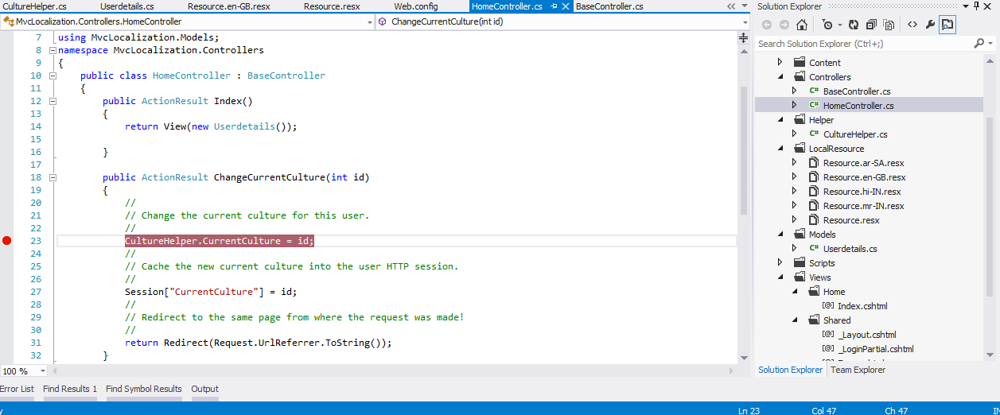 CultureHelper.cs Userdetails.cs Resource.en-GB.resx Resource.resx Web.config HomeController.cs BaseController.cs
MvcLocalization.Controllers.HomeController ChangeCurrentCulture(int id)
7 using MvcLocalization.Models;
8 namespace MvcLocalization.Controllers
9 {
10 public class HomeController : BaseController
11 {
12 public ActionResult Index()
13 {
14 return View(new Userdetails());
15
16 }
17
18 public ActionResult ChangeCurrentCulture(int id)
19 {
20 //
21 // Change the current culture for this user.
22 //
23 CultureHelper.CurrentCulture = id;
24 //
25 // Cache the new current culture into the user HTTP session.
26 //
27 Session["CurrentCulture"] = id;
28 //
29 // Redirect to the same page from where the request was made!
30 //
31 return Redirect(Request.UrlReferrer.ToString());
32 }
100 %
Solution Explorer
Search Solution Explorer (Ctrl+;)
Content
Controllers
C# BaseController.cs
C# HomeController.cs
Helper
C# CultureHelper.cs
LocalResource
Resource.ar-SA.resx
Resource.en-GB.resx
Resource.hi-IN.resx
Resource.mr-IN.resx
Resource.resx
Models
C# Userdetails.cs
Scripts
Views
Home
[@] Index.cshtml
Shared
[@] _Layout.cshtml
[@] _LoginPartial.cshtml
Solution Explorer Team Explorer
Error List Find Results 1 Find Symbol Results Output
Ln 23 Col 47 Ch 47